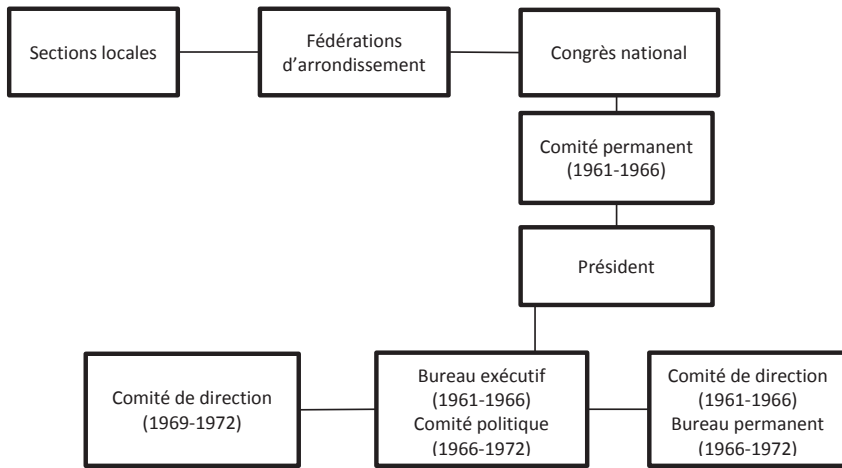 Sections locales
Fédérations
d’arrondissement
Congrès national
Comité permanent
(1961-1966)
Président
Comité de direction
(1969-1972)
Bureau exécutif
(1961-1966)
Comité politique
(1966-1972)
Comité de direction
(1961-1966)
Bureau permanent
(1966-1972)